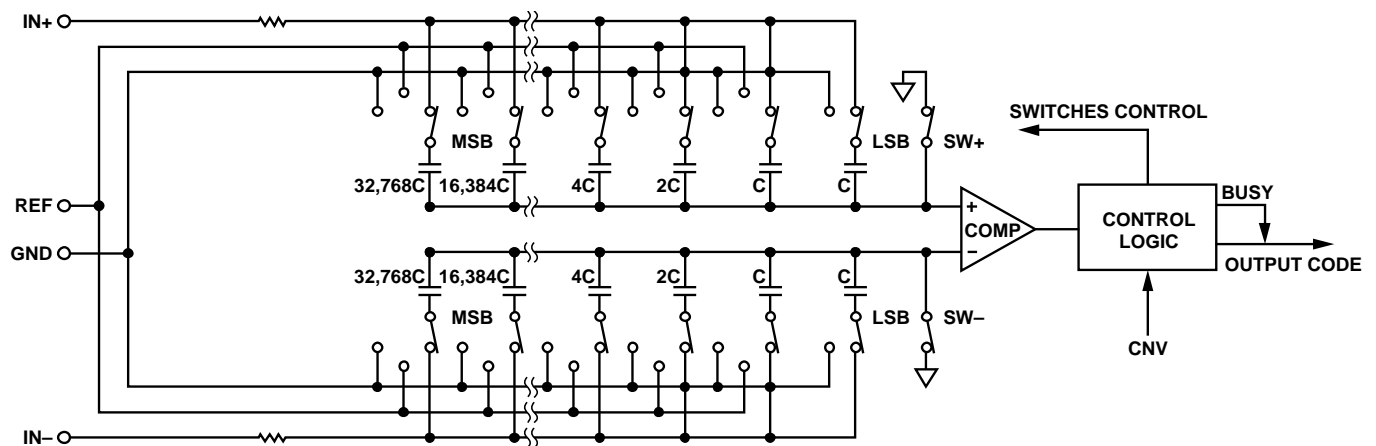 IN+
SWITCHES CONTROL
MSB
LSB
SW+
32,768C
16,384C
4C
2C
C
C
REF
BUSY
+
COMP
−
CONTROL
LOGIC
GND
OUTPUT CODE
32,768C
16,384C
4C
2C
C
C
MSB
LSB
SW−
CNV
IN−